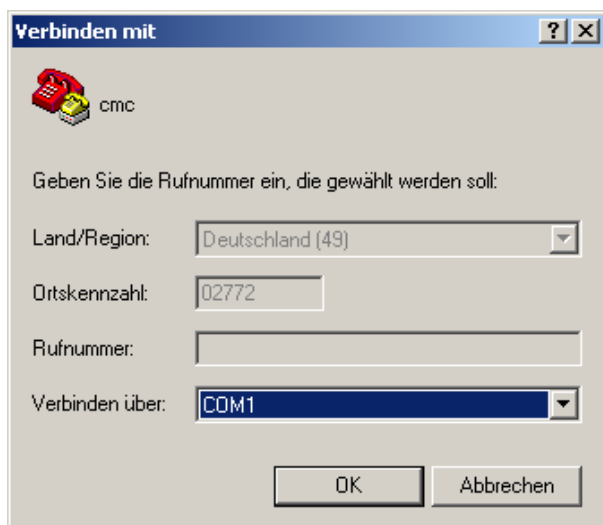 Verbinden mit
cmc
Geben Sie die Rufnummer ein, die gewählt werden soll:
Land/Region: Deutschland (49)
Ortskennzahl: 02772
Rufnummer:
Verbinden über: COM1
OK Abbrechen